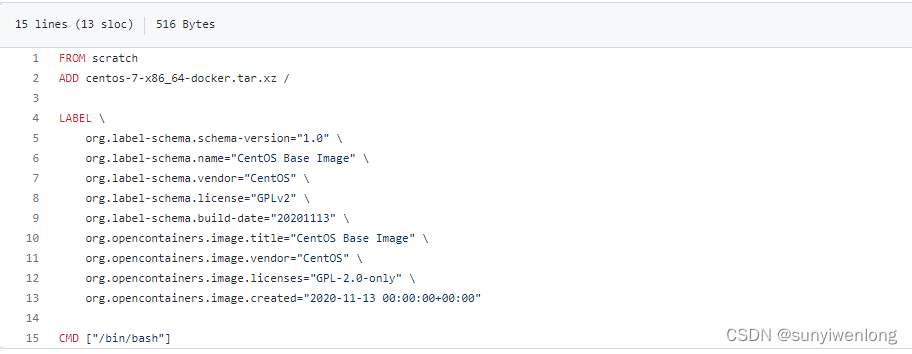 15 lines (13 sloc) 516 Bytes
1 FROM scratch
2 ADD centos-7-x86_64-docker.tar.xz /
3
4 LABEL \
5 org.label-schema.schema-version="1.0" \
6 org.label-schema.name="CentOS Base Image" \
7 org.label-schema.vendor="CentOS" \
8 org.label-schema.license="GPLv2" \
9 org.label-schema.build-date="20201113" \
10 org.opencontainers.image.title="CentOS Base Image" \
11 org.opencontainers.image.vendor="CentOS" \
12 org.opencontainers.image.licenses="GPL-2.0-only" \
13 org.opencontainers.image.created="2020-11-13 00:00:00+00:00"
14
15 CMD ["/bin/bash"]
CSDN @sunyiwenlong